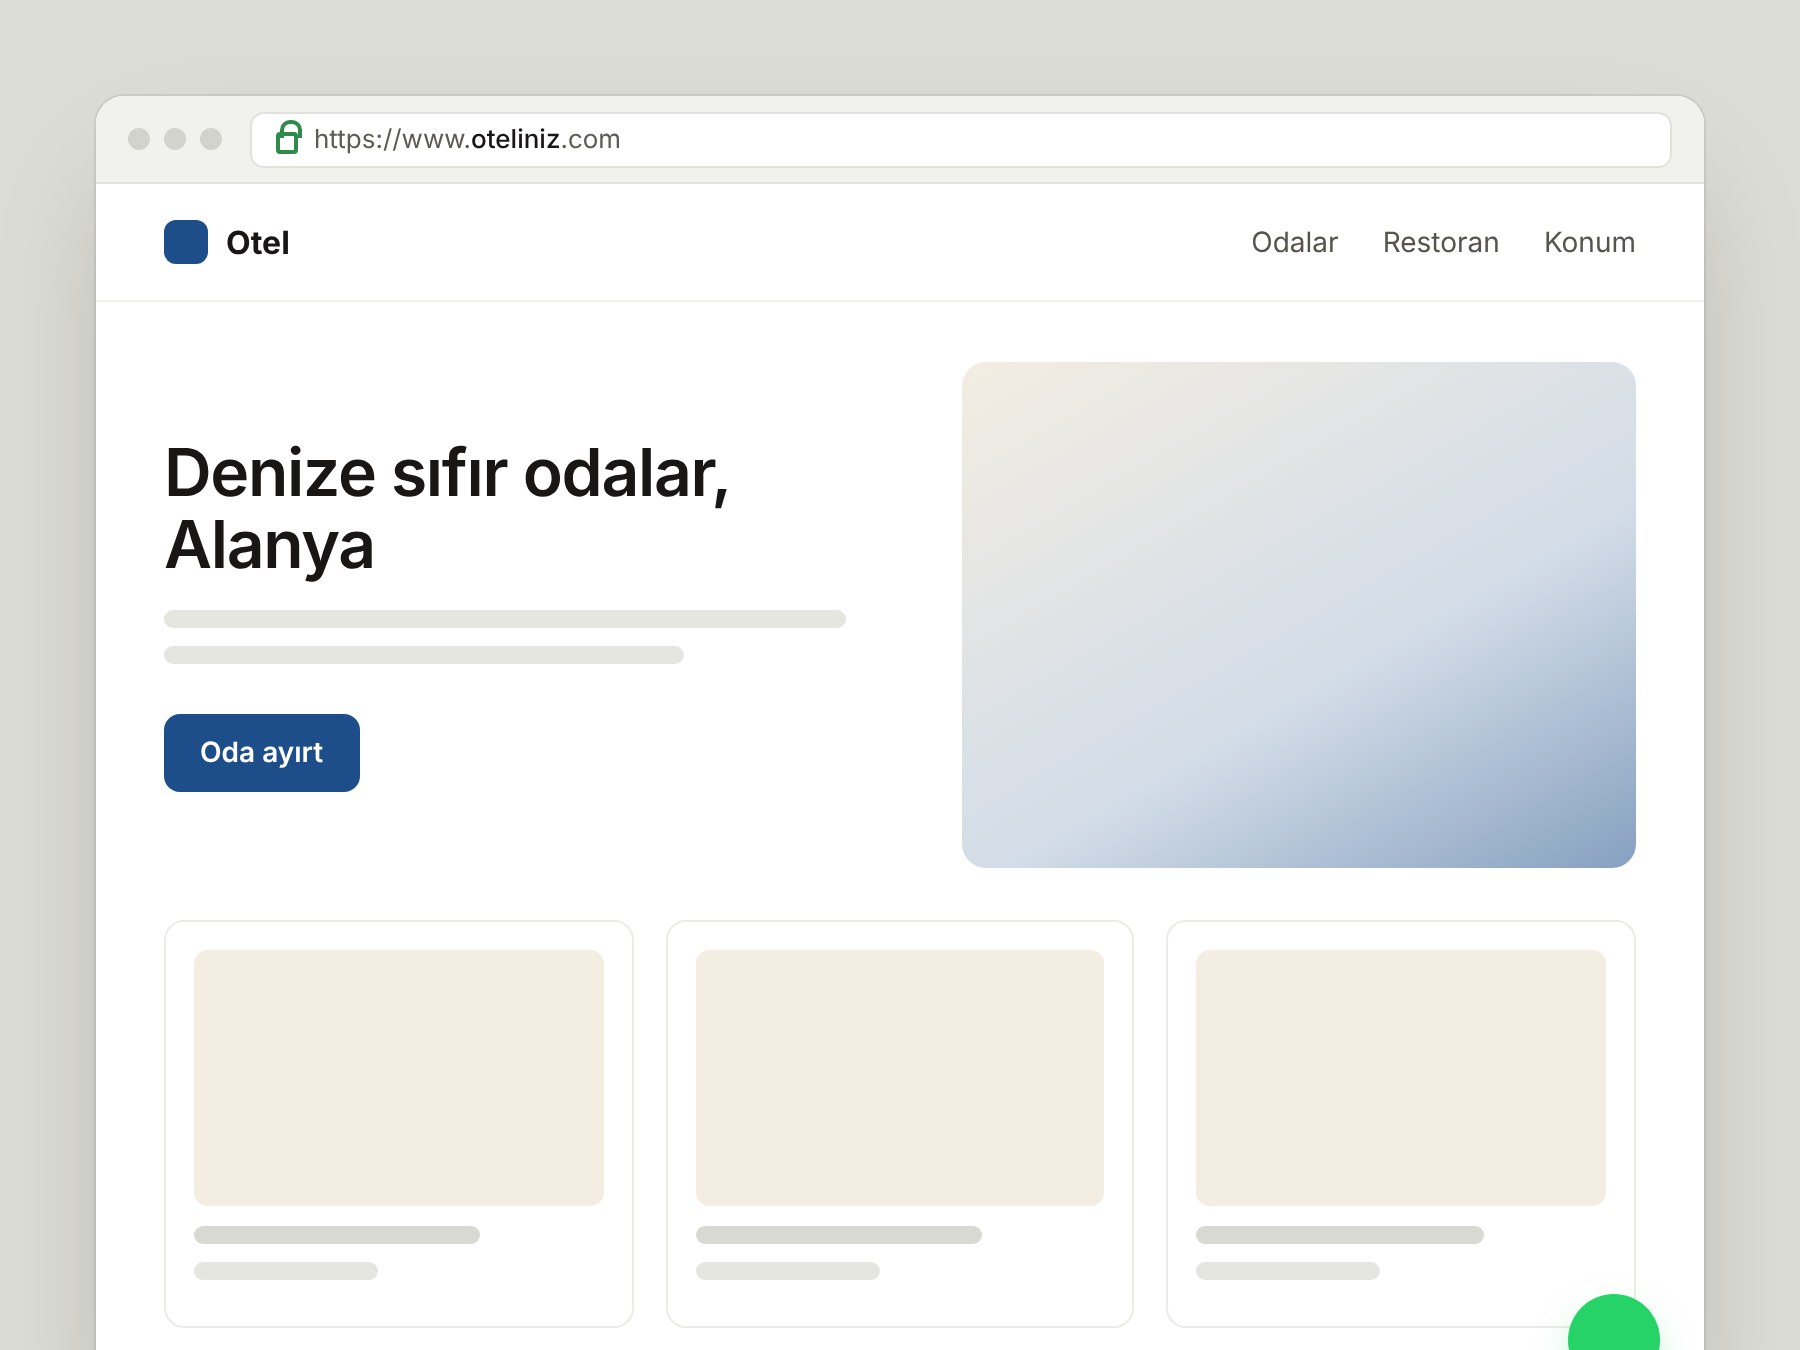 https://www.oteliniz.com
Otel
Odalar Restoran Konum
Denize sıfır odalar,
Alanya
Oda ayırt